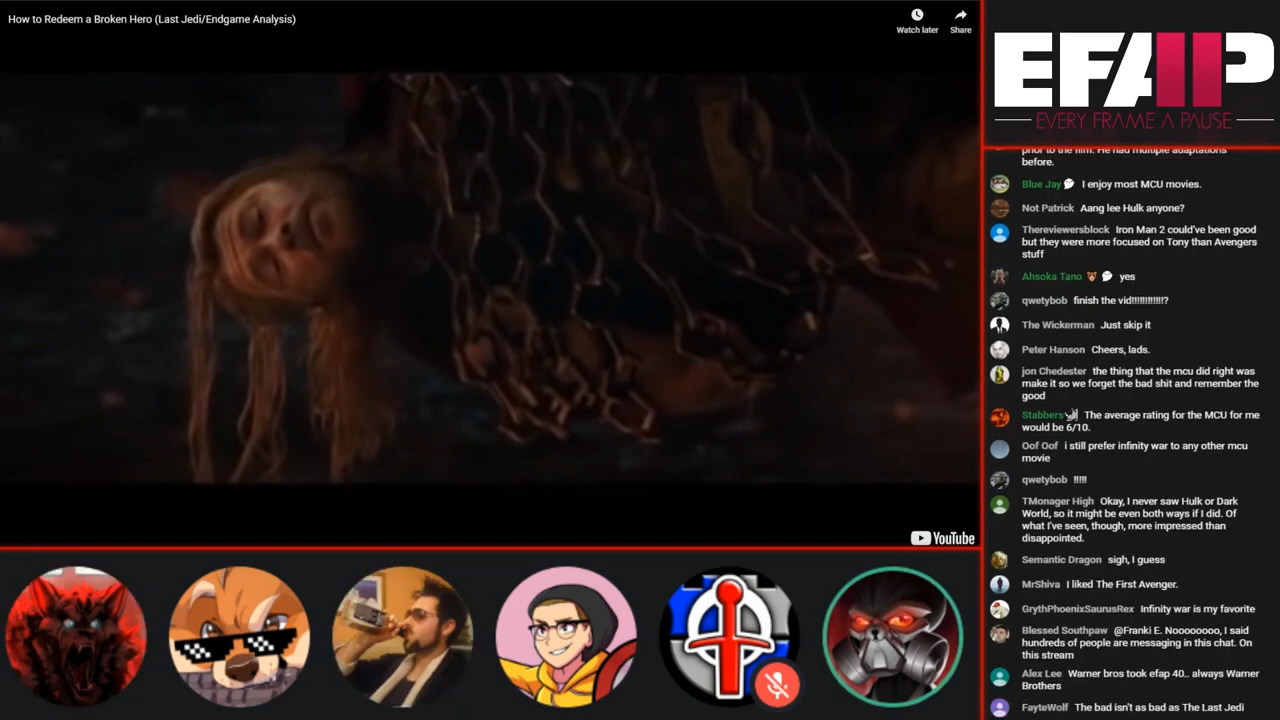 How to Redeem a Broken Hero (Last Jedi/Endgame Analysis)
Watch later
Share
YouTube
EFAP
EVERY FRAME A PAUSE
prior to the film. He had multiple adaptations
before.
Blue Jay I enjoy most MCU movies.
Not Patrick Aang lee Hulk anyone?
Thereviewersblock Iron Man 2 could've been good
but they were more focused on Tony than Avengers
stuff
Ahsoka Tano yes
qwetybob finish the vid!!!!!!!!!!!!!?
The Wickerman Just skip it
Peter Hanson Cheers, lads.
jon Chedester the thing that the mcu did right was
make it so we forget the bad shit and remember the
good
Stabbers The average rating for the MCU for me
would be 6/10.
Oof Oof i still prefer infinity war to any other mcu
movie
qwetybob !!!!!
TMonager High Okay, I never saw Hulk or Dark
World, so it might be even both ways if I did. Of
what I've seen, though, more impressed than
disappointed.
Semantic Dragon sigh, I guess
MrShiva I liked The First Avenger.
GrythPhoenixSaurusRex Infinity war is my favorite
Blessed Southpaw @Franki E. Noooooooo, I said
hundreds of people are messaging in this chat. On
this stream
Alex Lee Warner bros took efap 40.. always Warner
Brothers
FayteWolf The bad isn't as bad as The Last Jedi